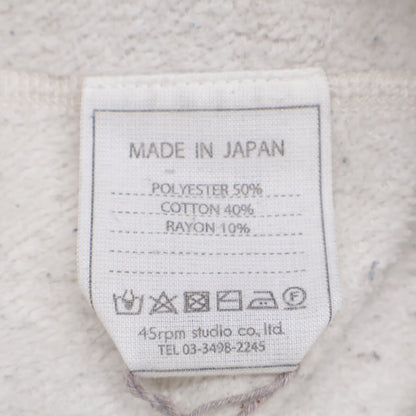 MADE IN JAPAN
POLYESTER 50%
COTTON 40%
RAYON 10%
45rpm studio co., ltd.
TEL 03-3498-2245